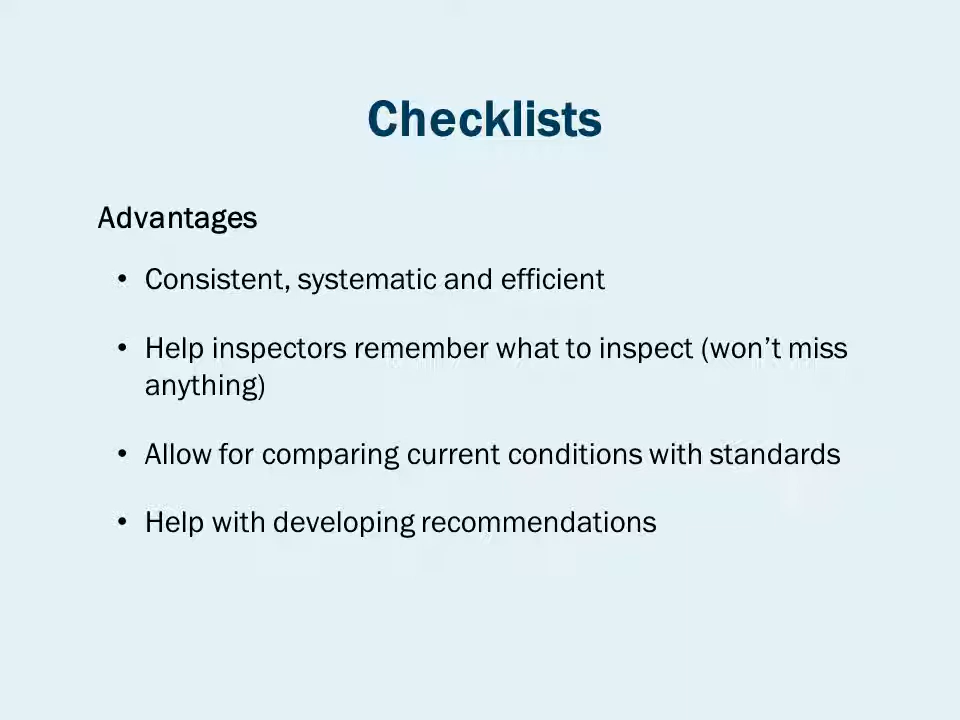 Checklists
Advantages
• Consistent, systematic and efficient
• Help inspectors remember what to inspect (won’t miss
anything)
• Allow for comparing current conditions with standards
• Help with developing recommendations